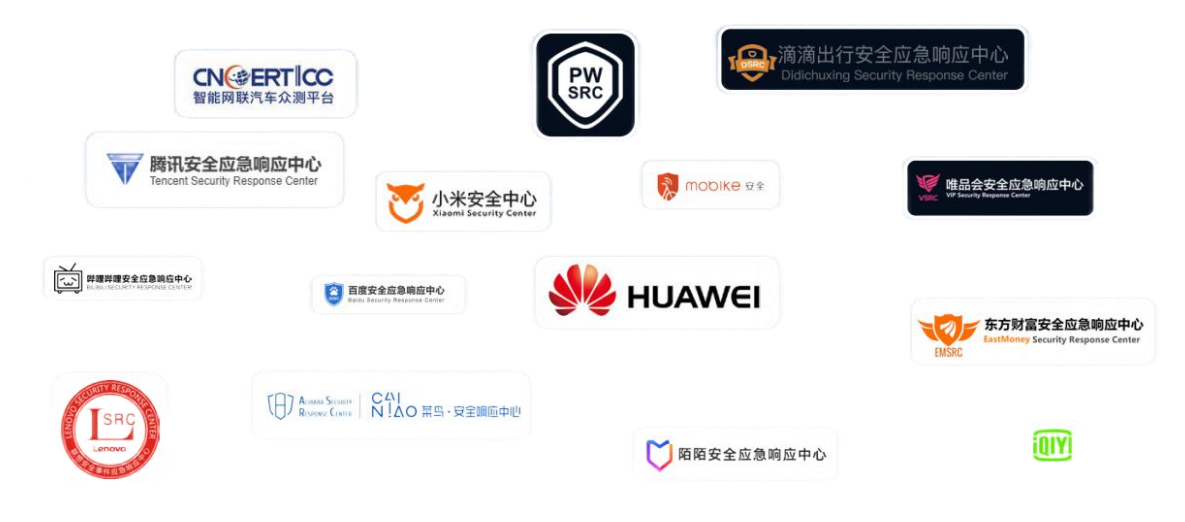 CNCERT CC
智能网联汽车众测平台
PW
SRC
DSRC
滴滴出行安全应急响应中心
Didichuxing Security Response Center
腾讯安全应急响应中心
Tencent Security Response Center
小米安全中心
Xiaomi Security Center
mobike 安全
VSRC
唯品会安全应急响应中心
VIP Security Response Center
哔哩哔哩安全应急响应中心
BILIBILI SECURITY RESPONSE CENTER
百度安全应急响应中心
Baidu Security Response Center
HUAWEI
EMSRC
东方财富安全应急响应中心
EastMoney Security Response Center
LENOVO SECURITY RESPONSE CENTER
LSRC
Lenovo
联想安全事件应急响应中心
ALIBABA SECURITY
RESPONSE CENTER
CAI
NIAO 菜鸟·安全响应中心
陌陌安全应急响应中心
iQIYI